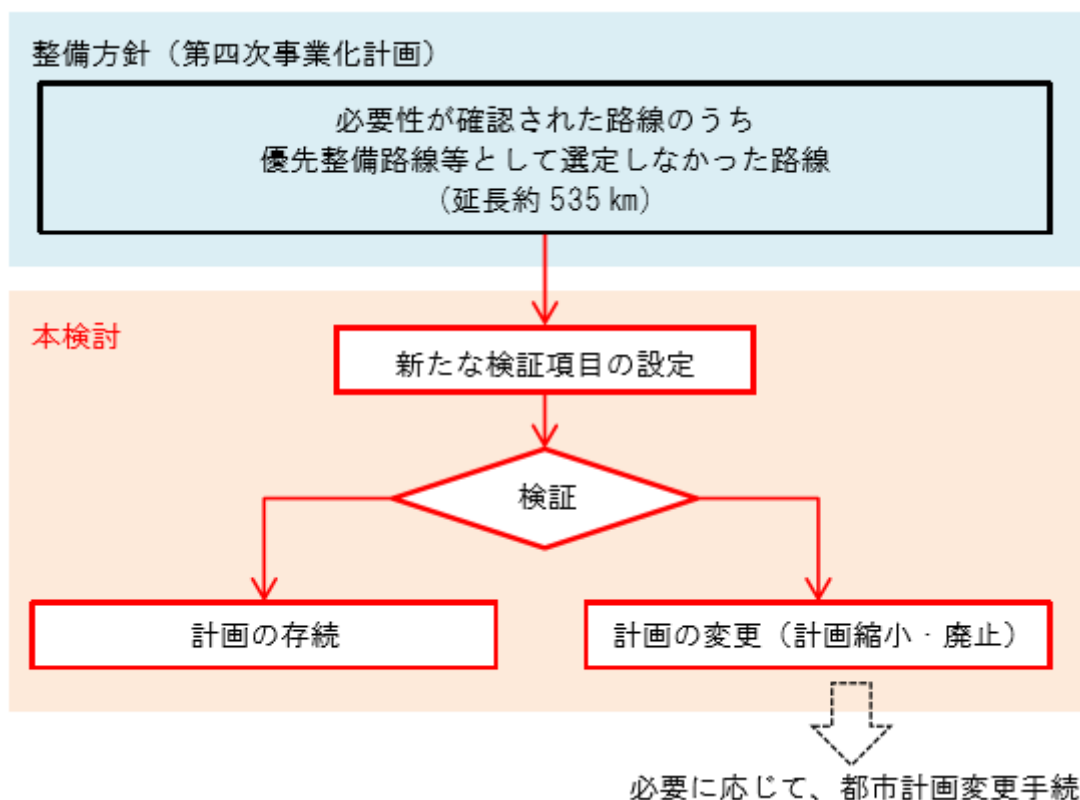 整備方針（第四次事業化計画）
必要性が確認された路線のうち
優先整備路線等として選定しなかった路線
（延長約 535 km）
本検討
新たな検証項目の設定
検証
計画の存続
計画の変更（計画縮小・廃止）
必要に応じて、都市計画変更手続